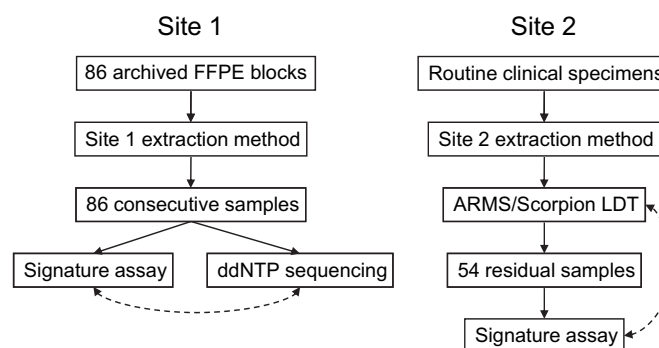 Site 1
86 archived FFPE blocks
Site 1 extraction method
86 consecutive samples
Signature assay
ddNTP sequencing
Site 2
Routine clinical specimens
Site 2 extraction method
ARMS/Scorpion LDT
54 residual samples
Signature assay